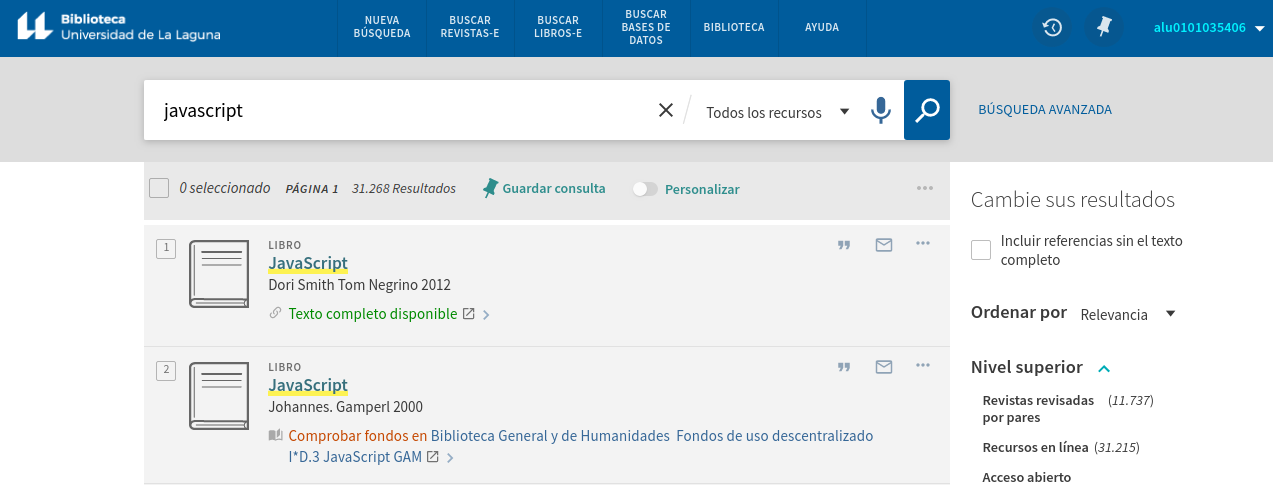 Biblioteca
Universidad de La Laguna
NUEVA
BÚSQUEDA
BUSCAR
REVISTAS-E
BUSCAR
LIBROS-E
BUSCAR
BASES DE
DATOS
BIBLIOTECA
AYUDA
alu0101035406
javascript
Todos los recursos
BÚSQUEDA AVANZADA
0 seleccionado PÁGINA 1 31.268 Resultados Guardar consulta Personalizar
1
LIBRO
JavaScript
Dori Smith Tom Negrino 2012
Texto completo disponible
2
LIBRO
JavaScript
Johannes. Gamperl 2000
Comprobar fondos en Biblioteca General y de Humanidades Fondos de uso descentralizado
I*D.3 JavaScript GAM
Cambie sus resultados
Incluir referencias sin el texto
completo
Ordenar por Relevancia
Nivel superior
Revistas revisadas (11.737)
por pares
Recursos en línea (31.215)
Acceso abierto